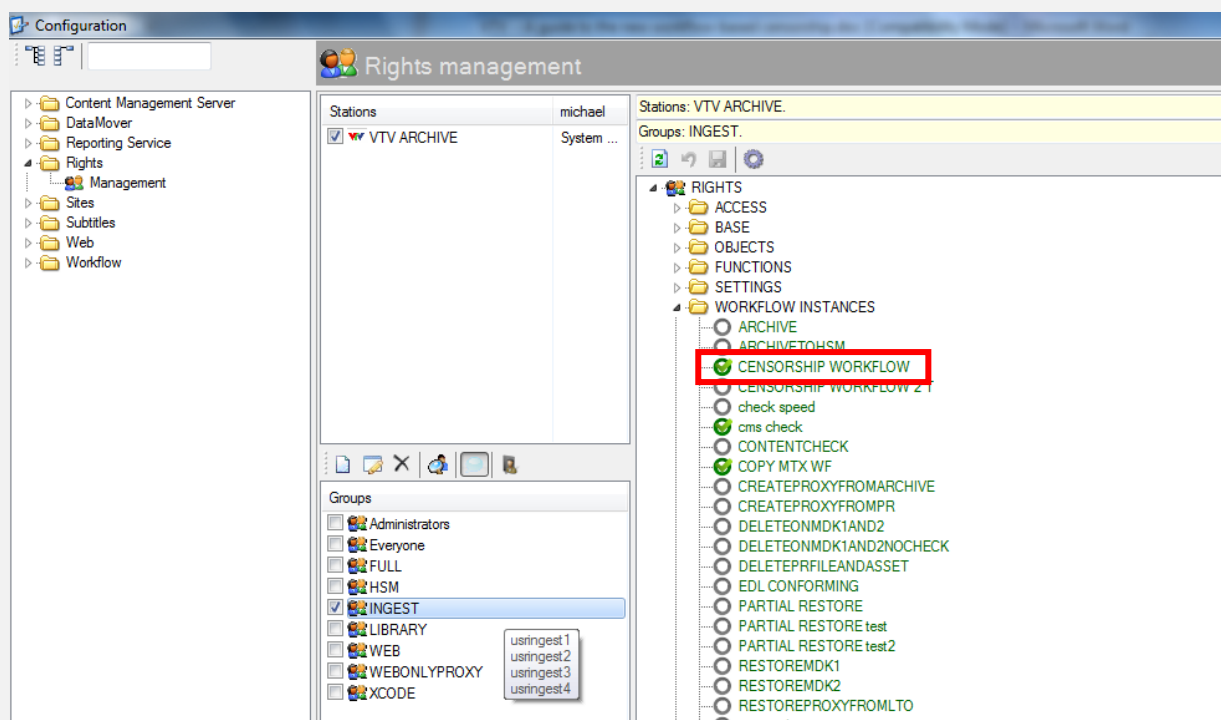 Configuration
Rights management
Content Management Server
DataMover
Reporting Service
Rights
Management
Sites
Subtitles
Web
Workflow
Stations michael
VTV ARCHIVE System ...
Groups
Administrators
Everyone
FULL
HSM
INGEST
LIBRARY
WEB
WEBONLYPROXY
XCODE
usringest1
usringest2
usringest3
usringest4
Stations: VTV ARCHIVE.
Groups: INGEST.
RIGHTS
ACCESS
BASE
OBJECTS
FUNCTIONS
SETTINGS
WORKFLOW INSTANCES
ARCHIVE
ARCHIVETOHSM
CENSORSHIP WORKFLOW
CENSORSHIP WORKFLOW 2 T
check speed
cms check
CONTENTCHECK
COPY MTX WF
CREATEPROXYFROMARCHIVE
CREATEPROXYFROMPR
DELETEONMDK1AND2
DELETEONMDK1AND2NOCHECK
DELETEPRFILEANDASSET
EDL CONFORMING
PARTIAL RESTORE
PARTIAL RESTORE test
PARTIAL RESTORE test2
RESTOREMDK1
RESTOREMDK2
RESTOREPROXYFROMLTO